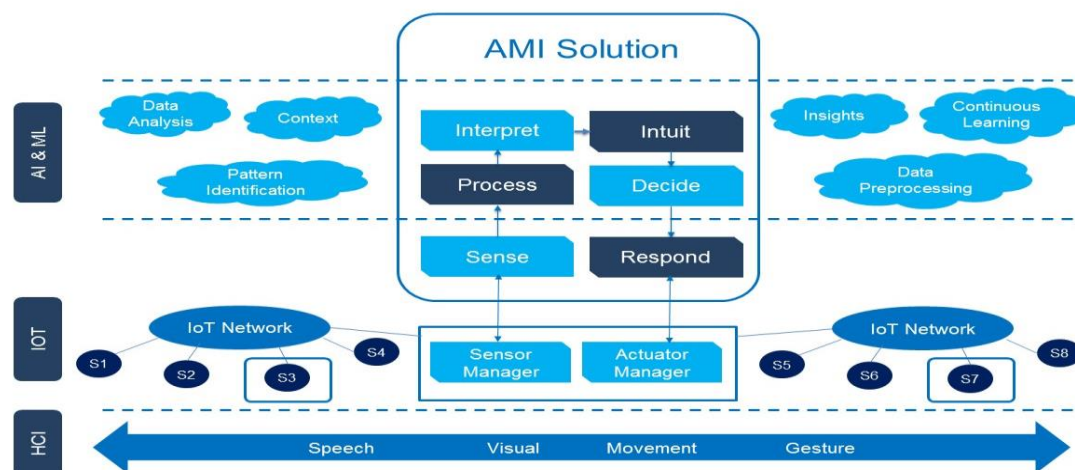 AMI Solution
AI & ML
Data
Analysis
Context
Pattern
Identification
Interpret
Intuit
Process
Decide
Insights
Continuous
Learning
Data
Preprocessing
Sense
Respond
IOT
IoT Network
S1
S2
S3
S4
Sensor
Manager
Actuator
Manager
IoT Network
S5
S6
S7
S8
HCI
Speech Visual Movement Gesture